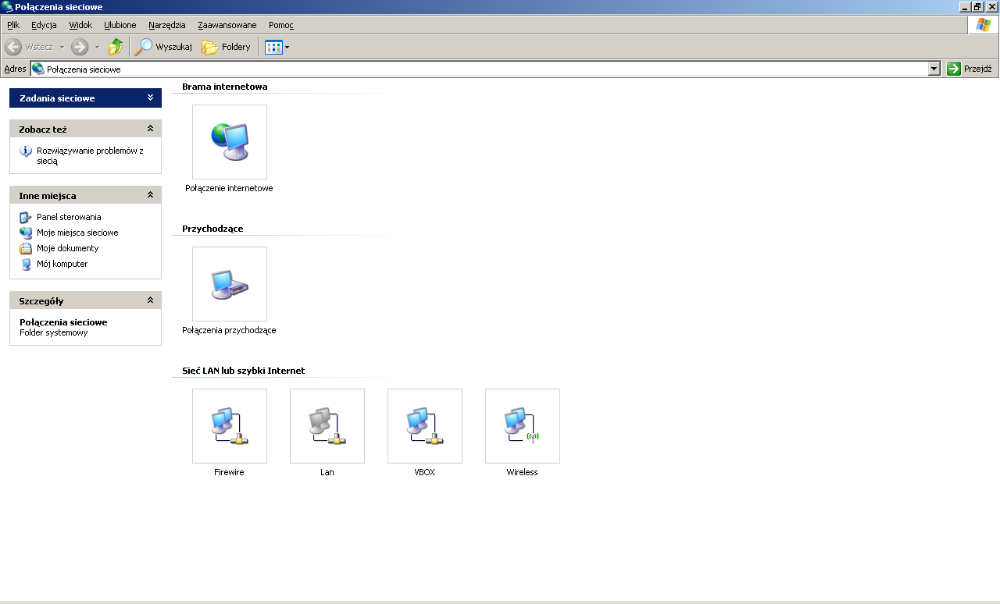 Połączenia sieciowe
Plik Edycja Widok Ulubione Narzędzia Zaawansowane Pomoc
Wstecz Wyszukaj Foldery
Adres Połączenia sieciowe Przejdź
Zadania sieciowe
Zobacz też
Rozwiązywanie problemów z
siecią
Inne miejsca
Panel sterowania
Moje miejsca sieciowe
Moje dokumenty
Mój komputer
Szczegóły
Połączenia sieciowe
Folder systemowy
Brama internetowa
Połączenie internetowe
Przychodzące
Połączenia przychodzące
Sieć LAN lub szybki Internet
Firewire
Lan
VBOX
Wireless